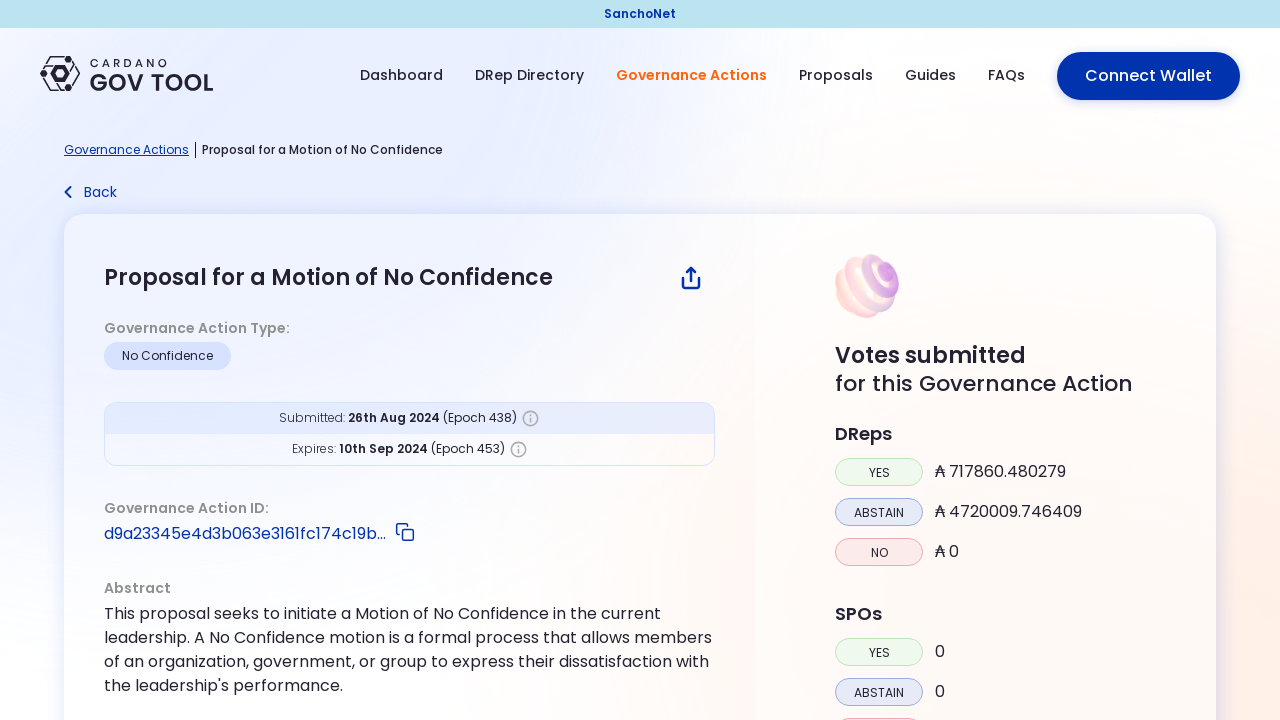 SanchoNet
CARDANO
GOV TOOL
Dashboard
DRep Directory
Governance Actions
Proposals
Guides
FAQs
Connect Wallet
Governance Actions
Proposal for a Motion of No Confidence
Back
Proposal for a Motion of No Confidence
Governance Action Type:
No Confidence
Submitted: 26th Aug 2024 (Epoch 438)
Expires: 10th Sep 2024 (Epoch 453)
Governance Action ID:
d9a23345e4d3b063e3161fc174c19b...
Abstract
This proposal seeks to initiate a Motion of No Confidence in the current
leadership. A No Confidence motion is a formal process that allows members
of an organization, government, or group to express their dissatisfaction with
the leadership's performance.
Votes submitted
for this Governance Action
DReps
YES ₳ 717860.480279
ABSTAIN ₳ 4720009.746409
NO ₳ 0
SPOs
YES 0
ABSTAIN 0